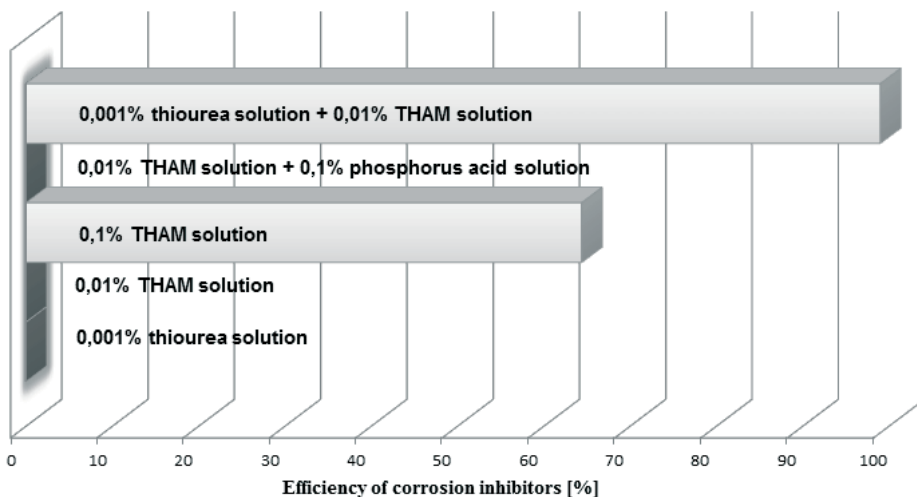 0,001% thiourea solution + 0,01% THAM solution
0,01% THAM solution + 0,1% phosphorus acid solution
0,1% THAM solution
0,01% THAM solution
0,001% thiourea solution
0 10 20 30 40 50 60 70 80 90 100
Efficiency of corrosion inhibitors [%]